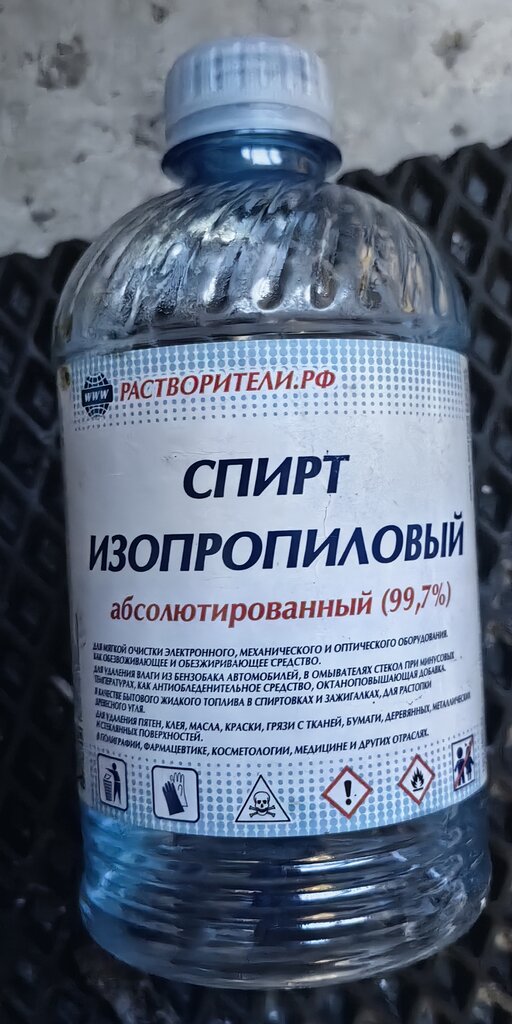 www
РАСТВОРИТЕЛИ.РФ
СПИРТ
ИЗОПРОПИЛОВЫЙ
абсолютированный (99,7%)
ДЛЯ МЯГКОЙ ОЧИСТКИ ЭЛЕКТРОННОГО, МЕХАНИЧЕСКОГО И ОПТИЧЕСКОГО ОБОРУДОВАНИЯ.
КАК ОБЕЗВОЖИВАЮЩЕЕ И ОБЕЗЖИРИВАЮЩЕЕ СРЕДСТВО.
ДЛЯ УДАЛЕНИЯ ВЛАГИ ИЗ БЕНЗОБАКА АВТОМОБИЛЕЙ, В ОМЫВАТЕЛЯХ СТЕКОЛ ПРИ МИНУСОВЫХ
ТЕМПЕРАТУРАХ, КАК АНТИОБЛЕДЕНИТЕЛЬНОЕ СРЕДСТВО, ОКТАНОПОВЫШАЮЩАЯ ДОБАВКА.
В КАЧЕСТВЕ БЫТОВОГО ЖИДКОГО ТОПЛИВА В СПИРТОВКАХ И ЗАЖИГАЛКАХ, ДЛЯ РАСТОПКИ
ДРЕВЕСНОГО УГЛЯ.
ДЛЯ УДАЛЕНИЯ ПЯТЕН, КЛЕЯ, МАСЛА, КРАСКИ, ГРЯЗИ С ТКАНЕЙ, БУМАГИ, ДЕРЕВЯННЫХ, МЕТАЛЛИЧЕСКИХ
И СТЕКЛЯННЫХ ПОВЕРХНОСТЕЙ.
В ПОЛИГРАФИИ, ФАРМАЦЕВТИКЕ, КОСМЕТОЛОГИИ, МЕДИЦИНЕ И ДРУГИХ ОТРАСЛЯХ.